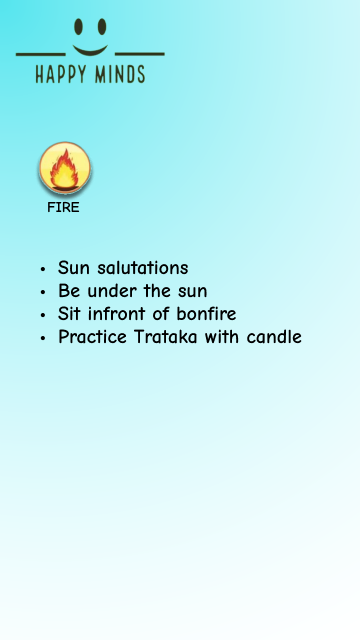 HAPPY MINDS
FIRE
• Sun salutations
• Be under the sun
• Sit infront of bonfire
• Practice Trataka with candle